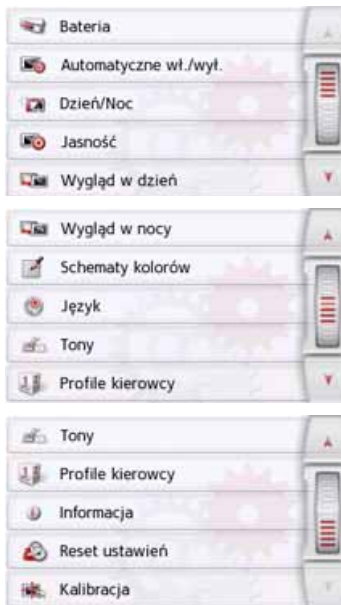 Bateria
Automatyczne wł./wył.
Dzień/Noc
Jasność
Wygląd w dzień
Wygląd w nocy
Schematy kolorów
Język
Tony
Profile kierowcy
Tony
Profile kierowcy
Informacja
Reset ustawień
Kalibracja